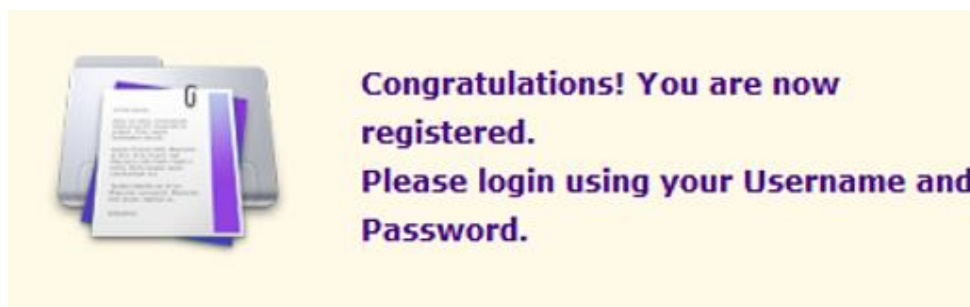 Congratulations! You are now
registered.
Please login using your Username and
Password.